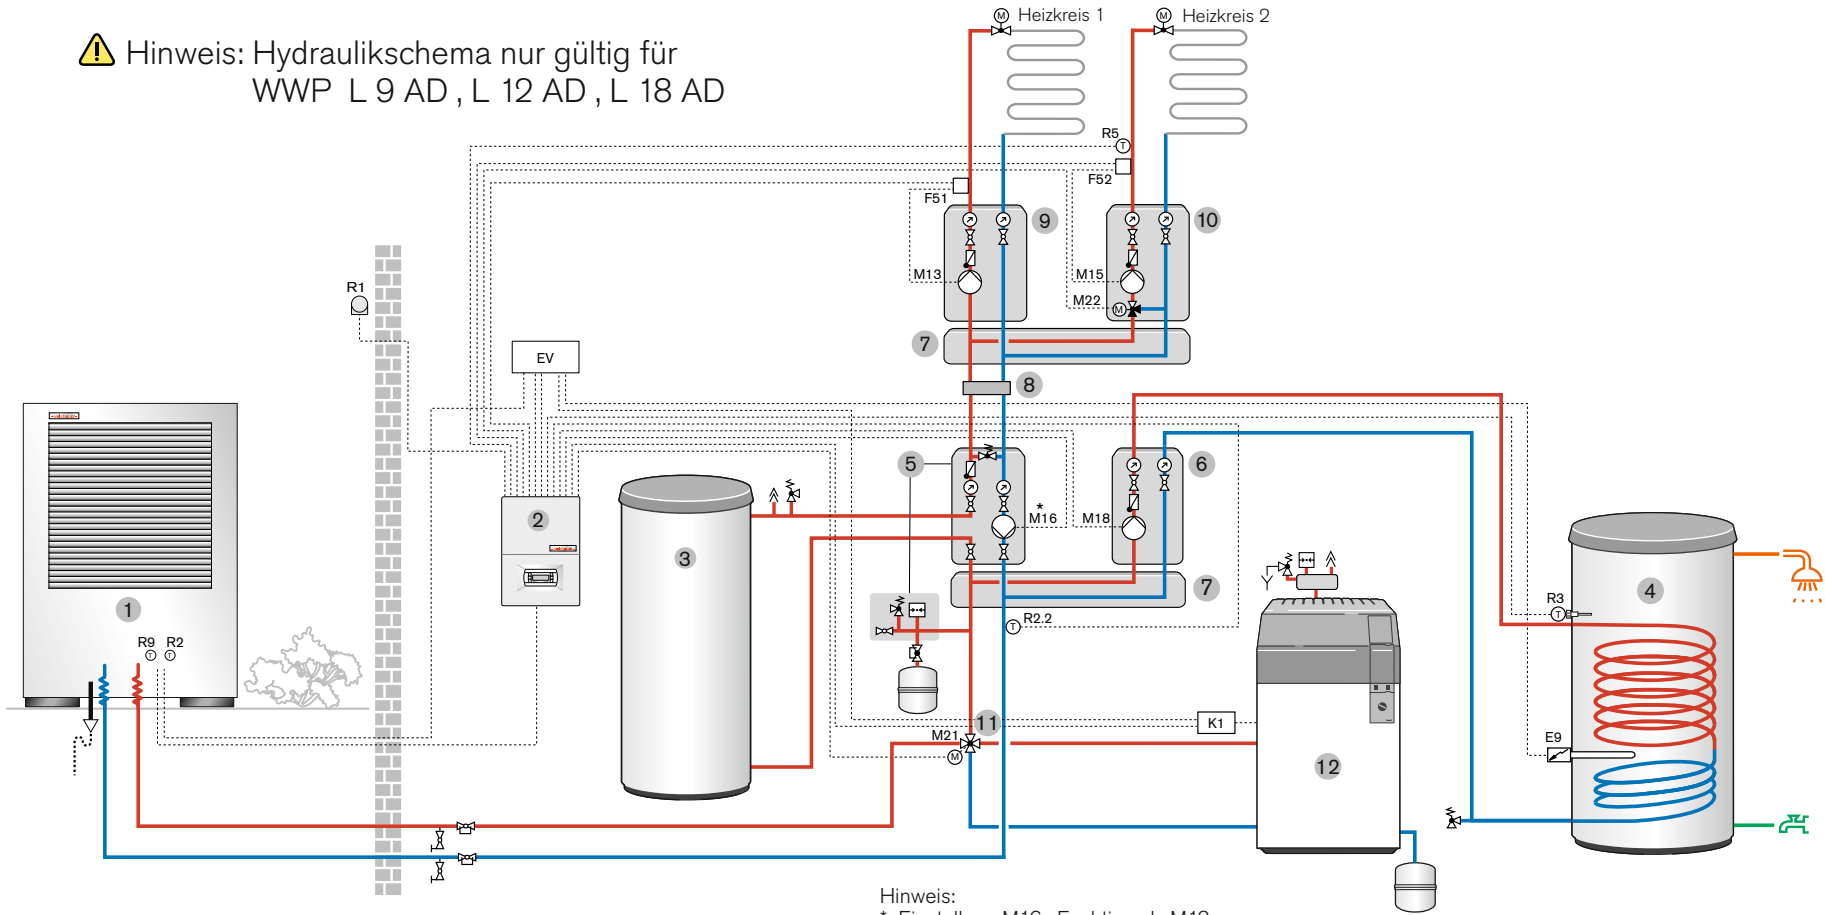 Hinweis: Hydraulikschema nur gültig für
WWP L 9 AD , L 12 AD , L 18 AD
M Heizkreis 1
M Heizkreis 2
R5
T
F52
F51
9
10
M13
M15
M22
M
R1
7
EV
8
5
6
2
*
M16
M18
3
7
1
R9 R2
T T
T R2.2
R3
T
4
11
M21
M
K1
E9
12
Hinweis: